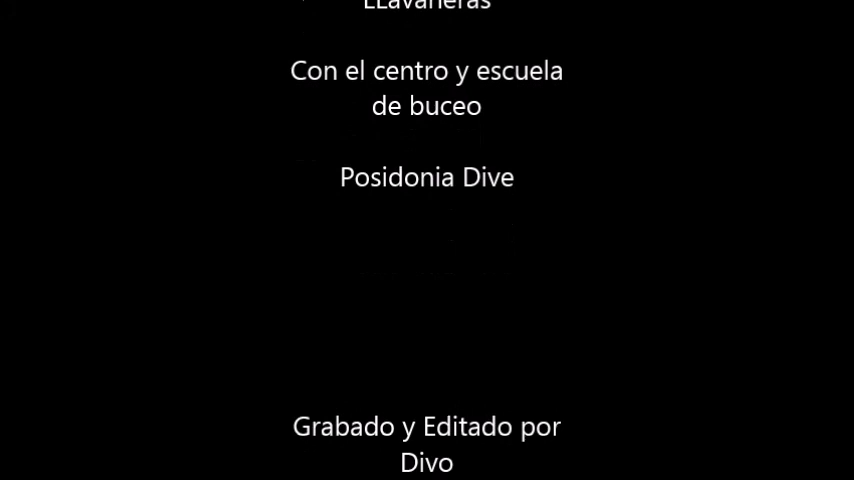 LLavaneras
Con el centro y escuela
de buceo
Posidonia Dive
Grabado y Editado por
Divo